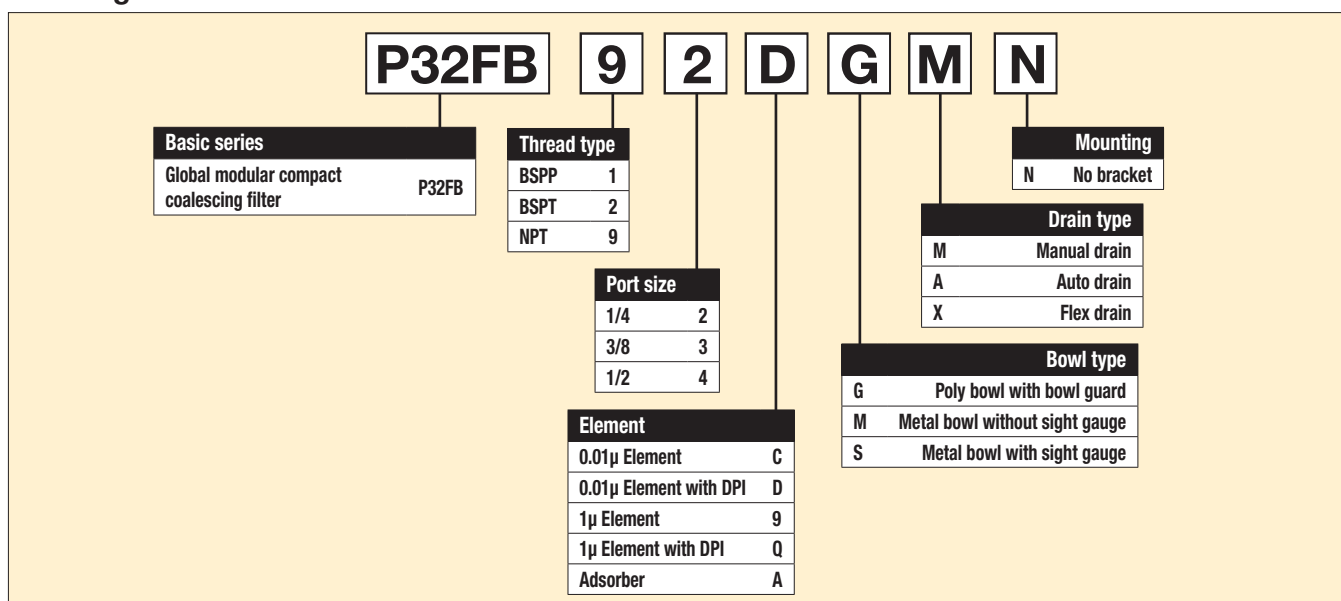 P32FB 9 2 D G M N
Basic series
Global modular compact
coalescing filter P32FB
Thread type
BSPP 1
BSPT 2
NPT 9
Port size
1/4 2
3/8 3
1/2 4
Element
0.01µ Element C
0.01µ Element with DPI D
1µ Element 9
1µ Element with DPI Q
Adsorber A
Mounting
N No bracket
Drain type
M Manual drain
A Auto drain
X Flex drain
Bowl type
G Poly bowl with bowl guard
M Metal bowl without sight gauge
S Metal bowl with sight gauge